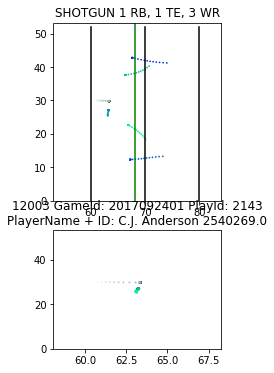 SHOTGUN 1 RB, 1 TE, 3 WR
50
40
30
20
10
0
60 70 80
12003 GameId: 2017092401 PlayId: 2143
PlayerName + ID: C.J. Anderson 2540269.0
40
20
0
60.0 62.5 65.0 67.5